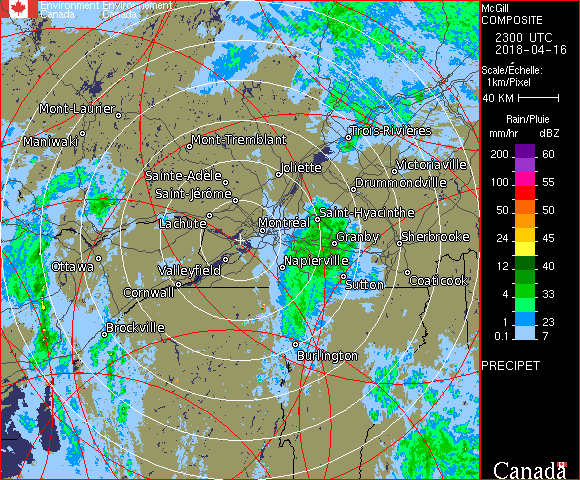 Environment Environnement
Canada Canada
Mont-Laurier
Maniwaki
Mont-Tremblant
Trois-Rivières
Joliette
Victoriaville
Sainte-Adèle
Drummondville
Saint-Jérôme
Lachute
Montréal
Saint-Hyacinthe
Granby
Sherbrooke
Ottawa
Valleyfield
Napierville
Cornwall
Sutton
Coaticook
Brockville
Burlington
McGill
COMPOSITE
2300 UTC
2018-04-16
Scale/Échelle:
1km/Pixel
40 KM
Rain/Pluie
mm/hr dBZ
200 60
100 55
50 50
24 45
12 40
4 33
1 23
0.1 7
PRECIPET
Canada